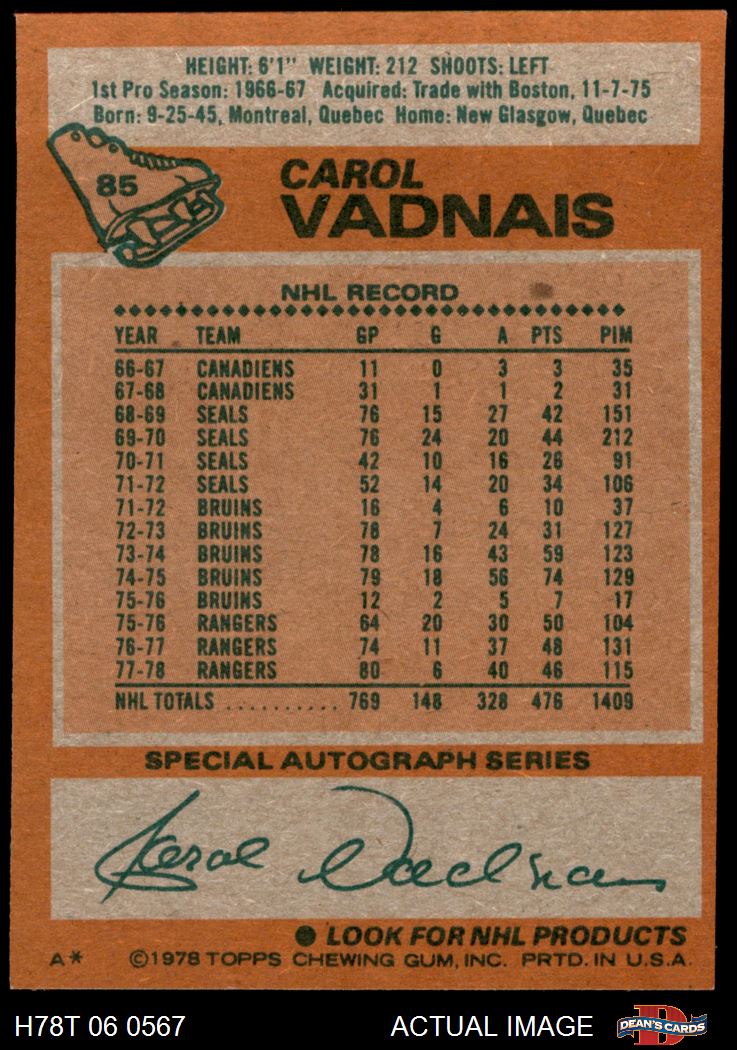 HEIGHT: 6'1" WEIGHT: 212 SHOOTS: LEFT
1st Pro Season: 1966-67 Acquired: Trade with Boston, 11-7-75
Born: 9-25-45, Montreal, Quebec Home: New Glasgow, Quebec
85
CAROL
VADNAIS
NHL RECORD
YEAR TEAM GP G A PTS PIM
66-67 CANADIENS 11 0 3 3 35
67-68 CANADIENS 31 1 1 2 31
68-69 SEALS 76 15 27 42 151
69-70 SEALS 76 24 20 44 212
70-71 SEALS 42 10 16 26 91
71-72 SEALS 52 14 20 34 106
71-72 BRUINS 16 4 6 10 37
72-73 BRUINS 78 7 24 31 127
73-74 BRUINS 78 16 43 59 123
74-75 BRUINS 79 18 56 74 129
75-76 BRUINS 12 2 5 7 17
75-76 RANGERS 64 20 30 50 104
76-77 RANGERS 74 11 37 48 131
77-78 RANGERS 80 6 40 46 115
NHL TOTALS .......... 769 148 328 476 1409
SPECIAL AUTOGRAPH SERIES
Carol Vadnais
● LOOK FOR NHL PRODUCTS
A* ©1978 TOPPS CHEWING GUM, INC. PRTD. IN U.S.A.
H78T 06 0567 ACTUAL IMAGE D DEAN'S CARDS